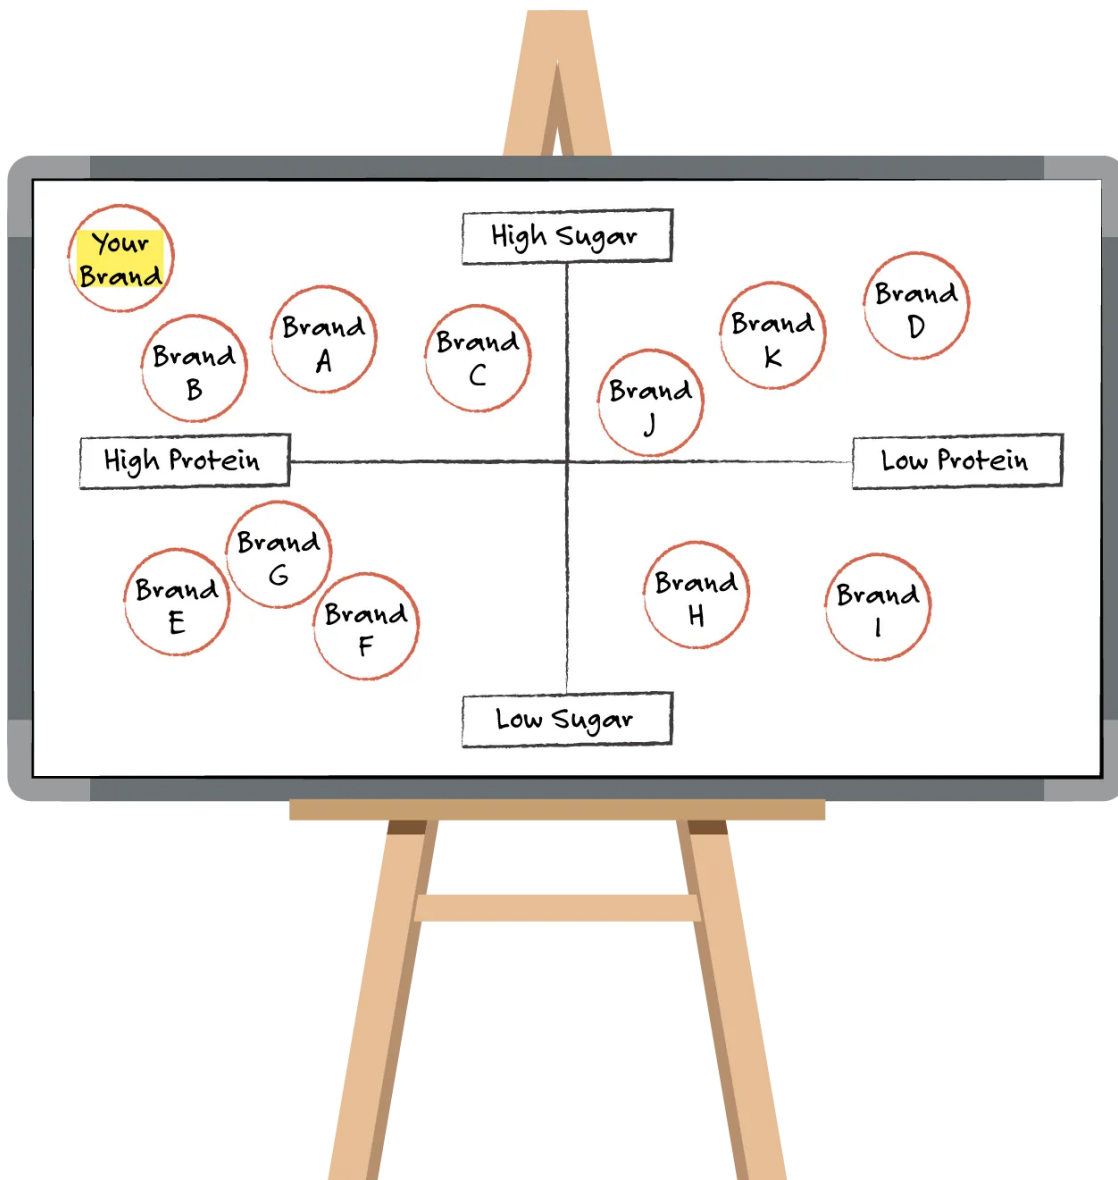 High Sugar
Your
Brand
Brand
D
Brand
A
Brand
K
Brand
B
Brand
C
Brand
J
High Protein
Low Protein
Brand
G
Brand
E
Brand
H
Brand
I
Brand
F
Low Sugar